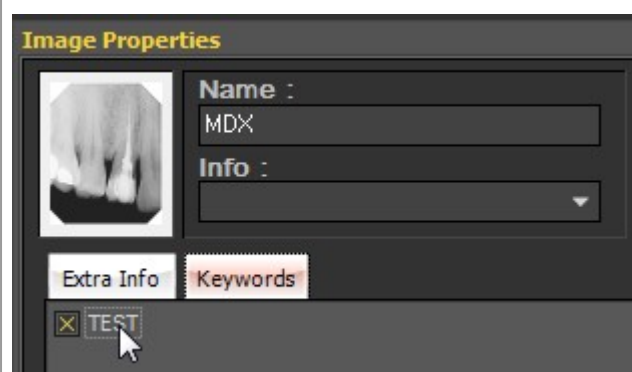 Image Properties
Name :
MDX
Info :
Extra Info
Keywords
TEST